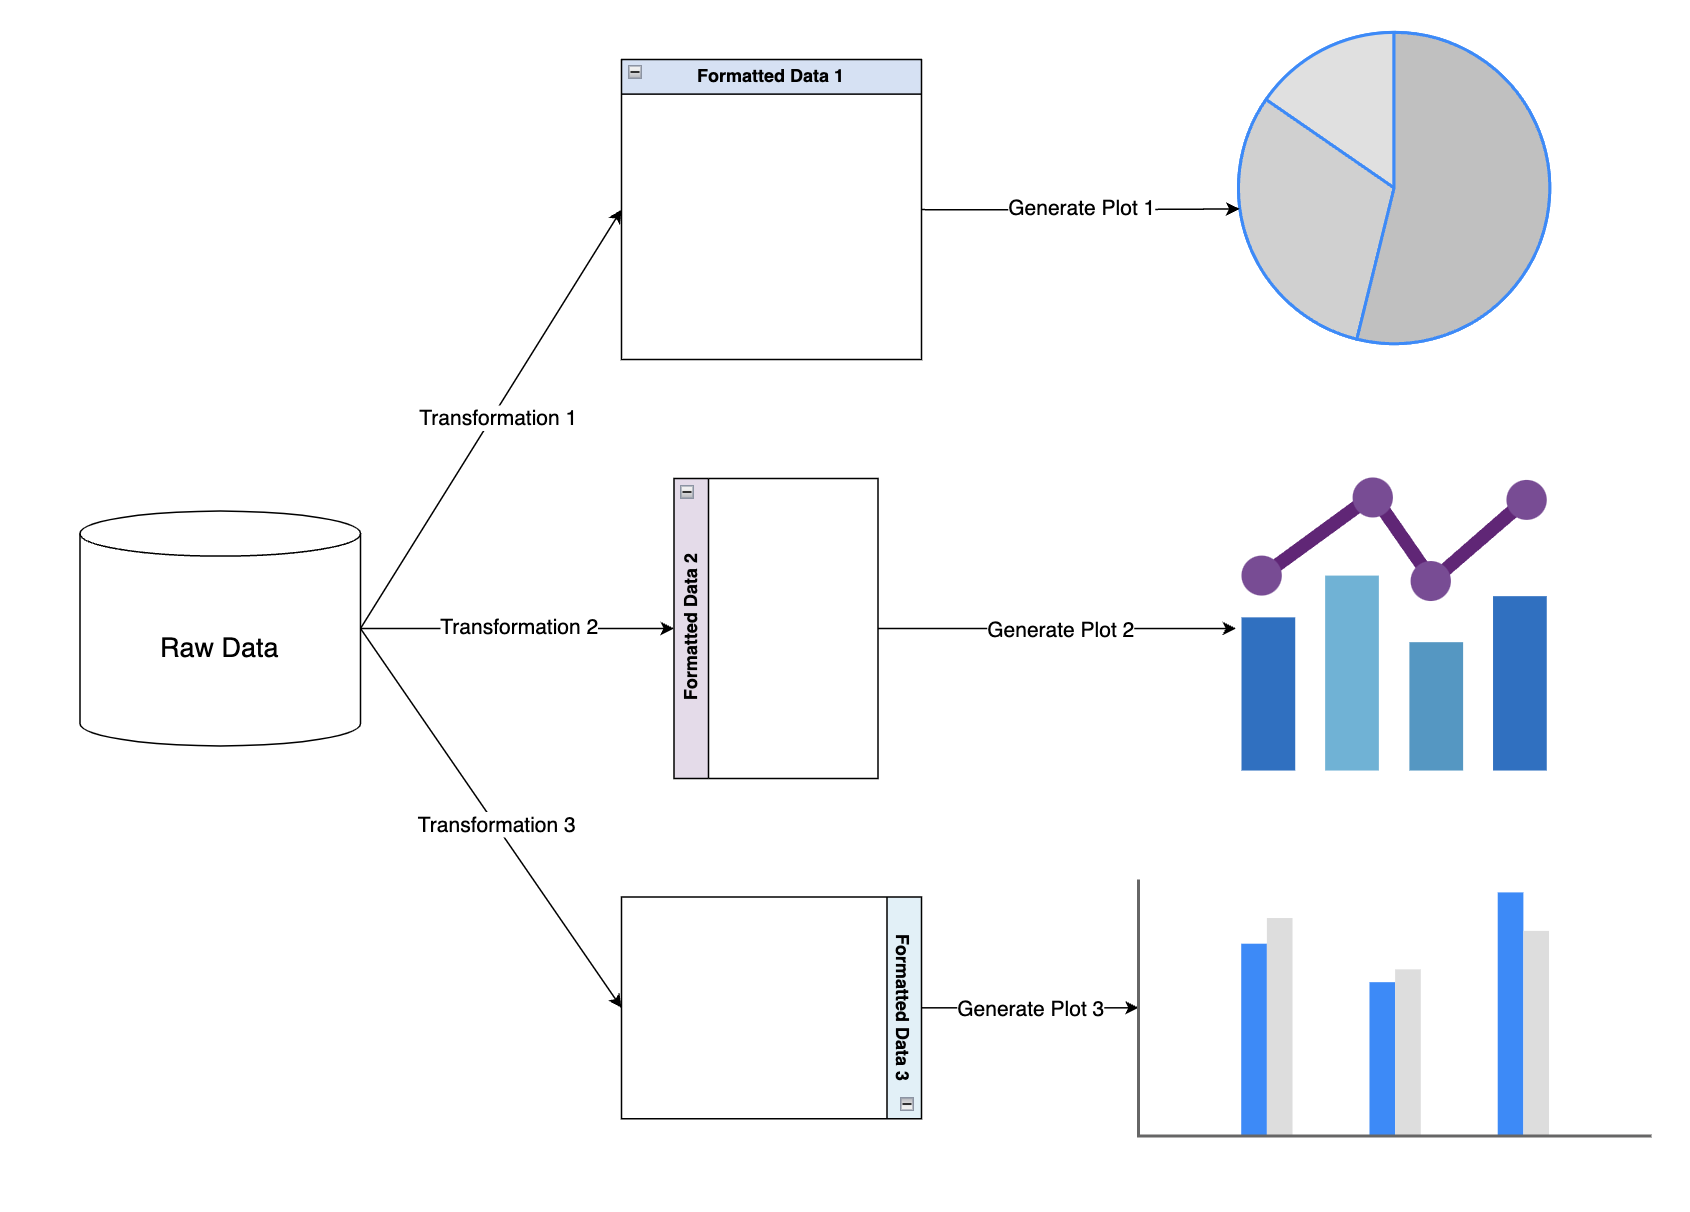 Formatted Data 1
Generate Plot 1
Transformation 1
Raw Data
Transformation 2
Formatted Data 2
Generate Plot 2
Transformation 3
Formatted Data 3
Generate Plot 3